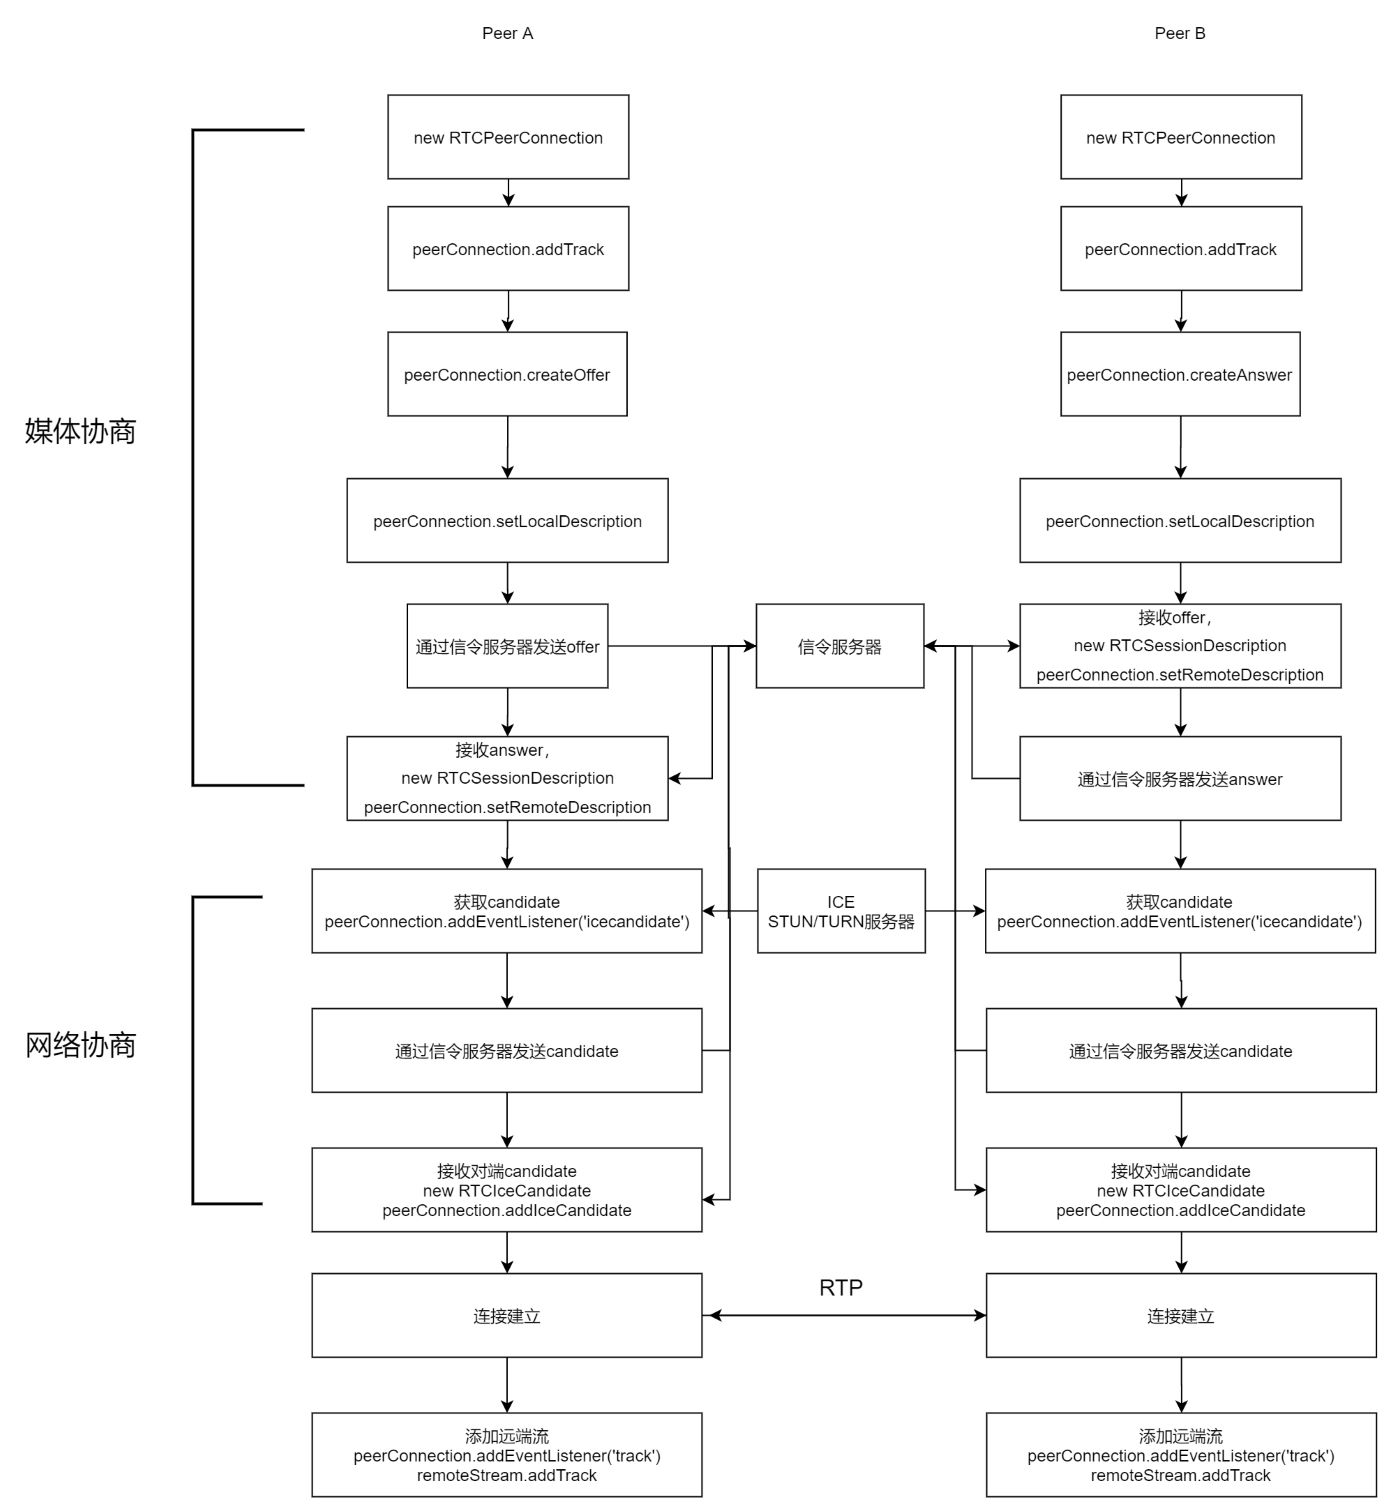 Peer A
Peer B
new RTCPeerConnection
new RTCPeerConnection
peerConnection.addTrack
peerConnection.addTrack
peerConnection.createOffer
peerConnection.createAnswer
媒体协商
peerConnection.setLocalDescription
peerConnection.setLocalDescription
通过信令服务器发送offer
信令服务器
接收offer，
new RTCSessionDescription
peerConnection.setRemoteDescription
接收answer，
new RTCSessionDescription
peerConnection.setRemoteDescription
通过信令服务器发送answer
获取candidate
peerConnection.addEventListener('icecandidate')
ICE
STUN/TURN服务器
获取candidate
peerConnection.addEventListener('icecandidate')
网络协商
通过信令服务器发送candidate
通过信令服务器发送candidate
接收对端candidate
new RTCIceCandidate
peerConnection.addIceCandidate
接收对端candidate
new RTCIceCandidate
peerConnection.addIceCandidate
RTP
连接建立
连接建立
添加远端流
peerConnection.addEventListener('track')
remoteStream.addTrack
添加远端流
peerConnection.addEventListener('track')
remoteStream.addTrack